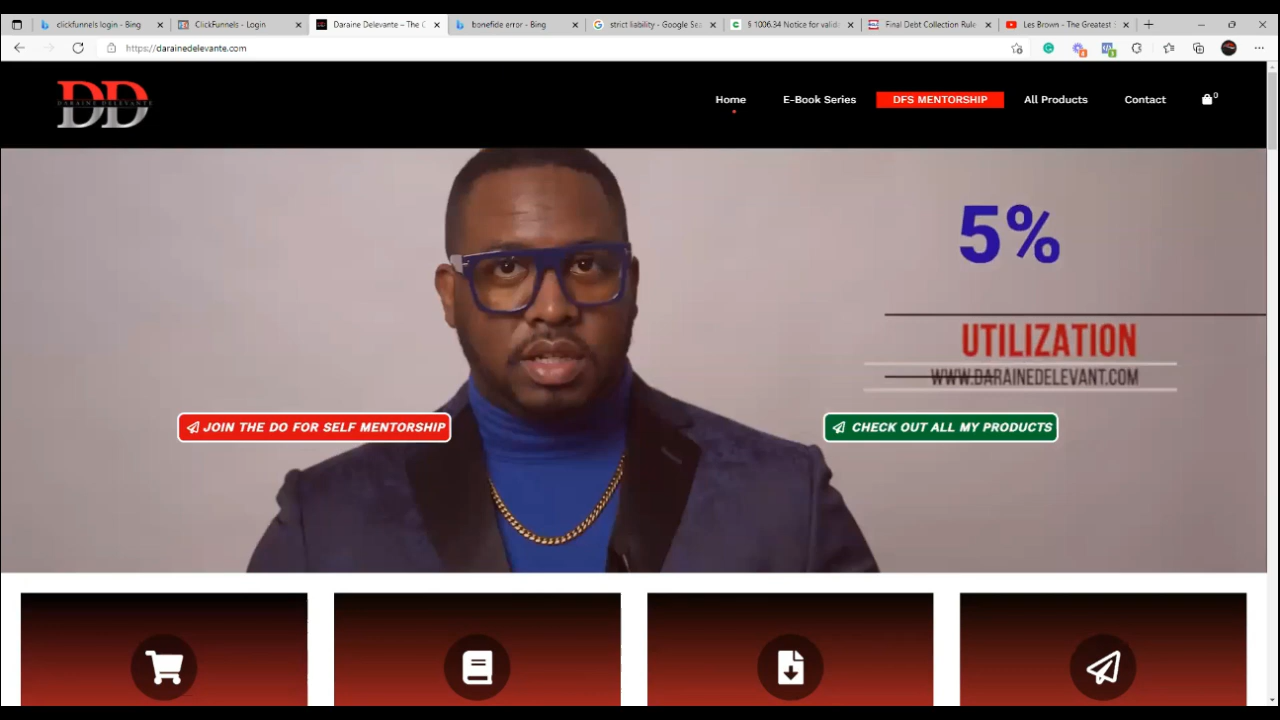 clickfunnels login - Bing
ClickFunnels - Login
Daraine Delevante – The C
bonefide error - Bing
strict liability - Google Sea
§ 1006.34 Notice for valid
Final Debt Collection Rule
Les Brown - The Greatest
https://darainedelevante.com
DD
DARAINE DELEVANTE
Home
E-Book Series
DFS MENTORSHIP
All Products
Contact
0
5%
UTILIZATION
WWW.DARAINEDELEVANT.COM
JOIN THE DO FOR SELF MENTORSHIP
CHECK OUT ALL MY PRODUCTS